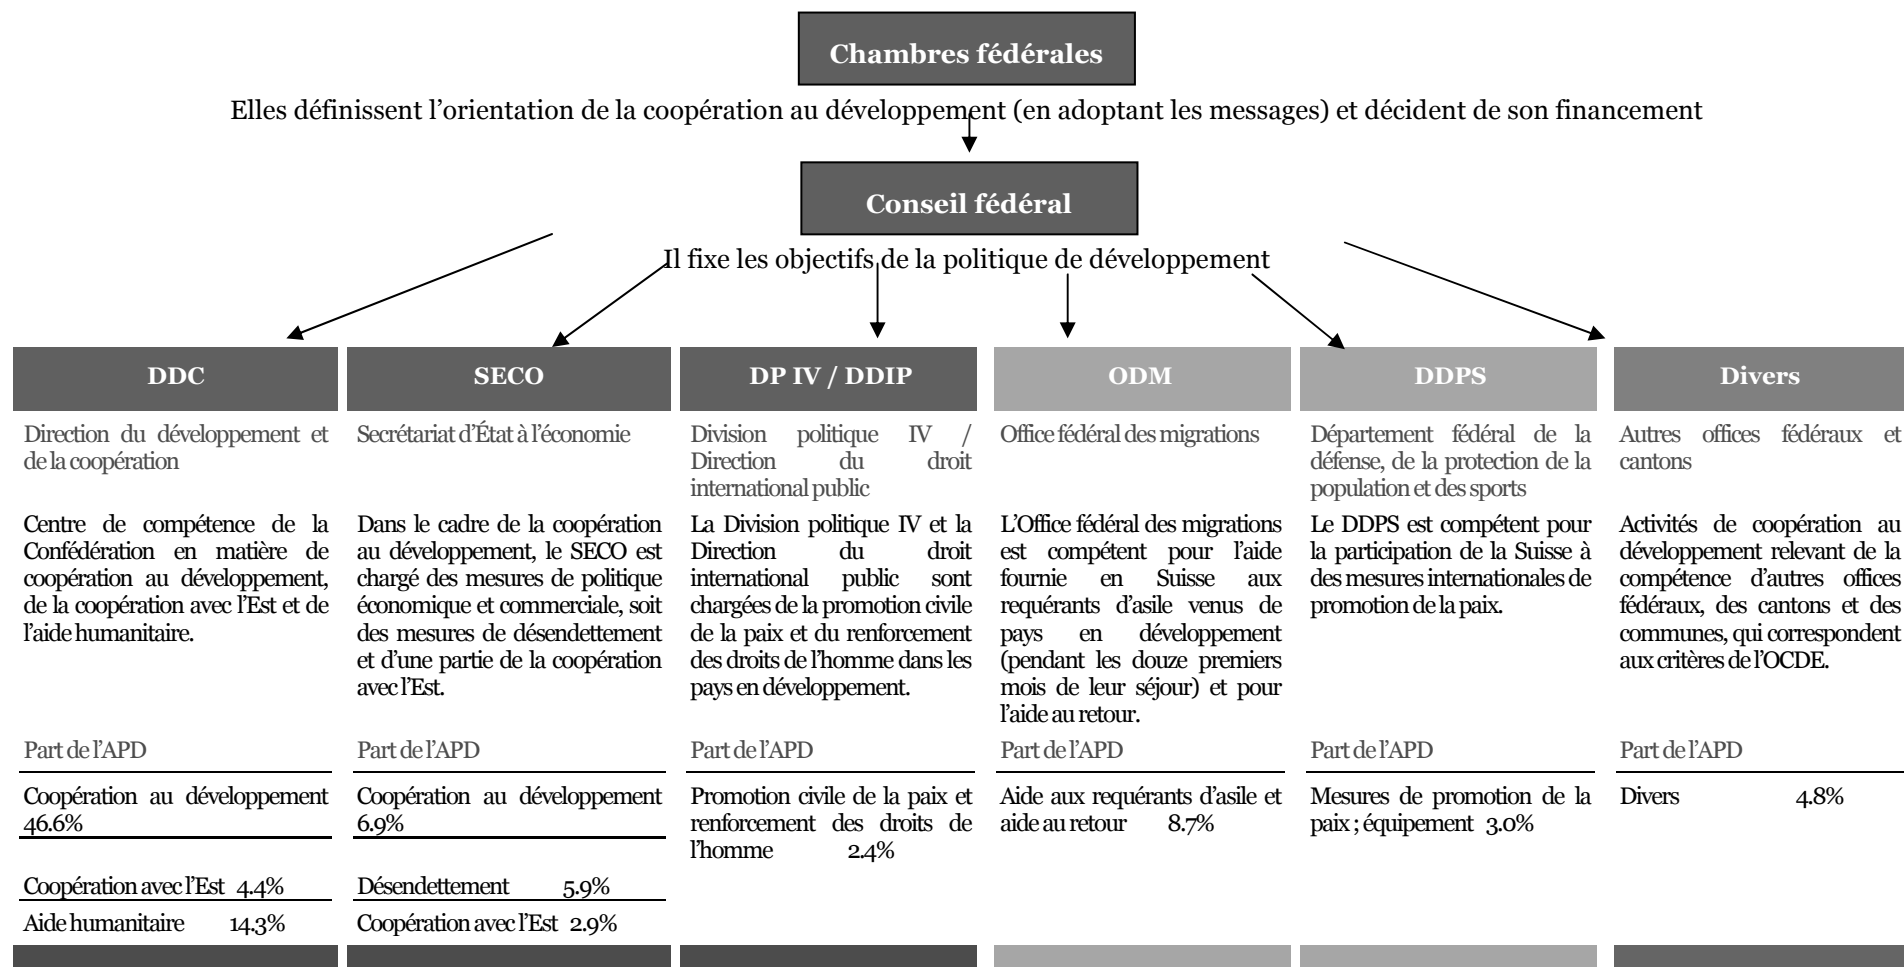 Chambres fédérales
Elles définissent l’orientation de la coopération au développement (en adoptant les messages) et décident de son financement
Conseil fédéral
Il fixe les objectifs de la politique de développement
DDC
Direction du développement et
de la coopération
Centre de compétence de la
Confédération en matière de
coopération au développement,
de la coopération avec l’Est et de
l’aide humanitaire.
Part de l’APD
Coopération au développement
46.6%
Coopération avec l’Est 4.4%
Aide humanitaire 14.3%
SECO
Secrétariat d’État à l’économie
Dans le cadre de la coopération
au développement, le SECO est
chargé des mesures de politique
économique et commerciale, soit
des mesures de désendettement
et d’une partie de la coopération
avec l’Est.
Part de l’APD
Coopération au développement
6.9%
Désendettement 5.9%
Coopération avec l’Est 2.9%
DP IV / DDIP
Division politique IV /
Direction du droit
international public
La Division politique IV et la
Direction du droit
international public sont
chargées de la promotion civile
de la paix et du renforcement
des droits de l’homme dans les
pays en développement.
Part de l’APD
Promotion civile de la paix et
renforcement des droits de
l’homme 2.4%
ODM
Office fédéral des migrations
L’Office fédéral des migrations
est compétent pour l’aide
fournie en Suisse aux
requérants d’asile venus de
pays en développement
(pendant les douze premiers
mois de leur séjour) et pour
l’aide au retour.
Part de l’APD
Aide aux requérants d’asile et
aide au retour 8.7%
DDPS
Département fédéral de la
défense, de la protection de la
population et des sports
Le DDPS est compétent pour
la participation de la Suisse à
des mesures internationales de
promotion de la paix.
Part de l’APD
Mesures de promotion de la
paix ; équipement 3.0%
Divers
Autres offices fédéraux et
cantons
Activités de coopération au
développement relevant de la
compétence d’autres offices
fédéraux, des cantons et des
communes, qui correspondent
aux critères de l’OCDE.
Part de l’APD
Divers 4.8%